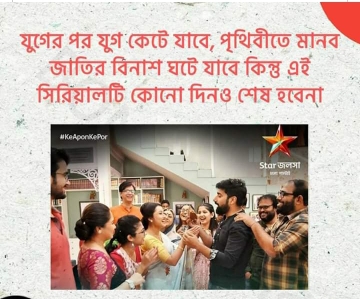 যুগের পর যুগ কেটে যাবে, পৃথিবীতে মানব
জাতির বিনাশ ঘটে যাবে কিন্তু এই
সিরিয়ালটি কোনো দিনও শেষ হবেনা
#KeAponKePor
Star জলসা